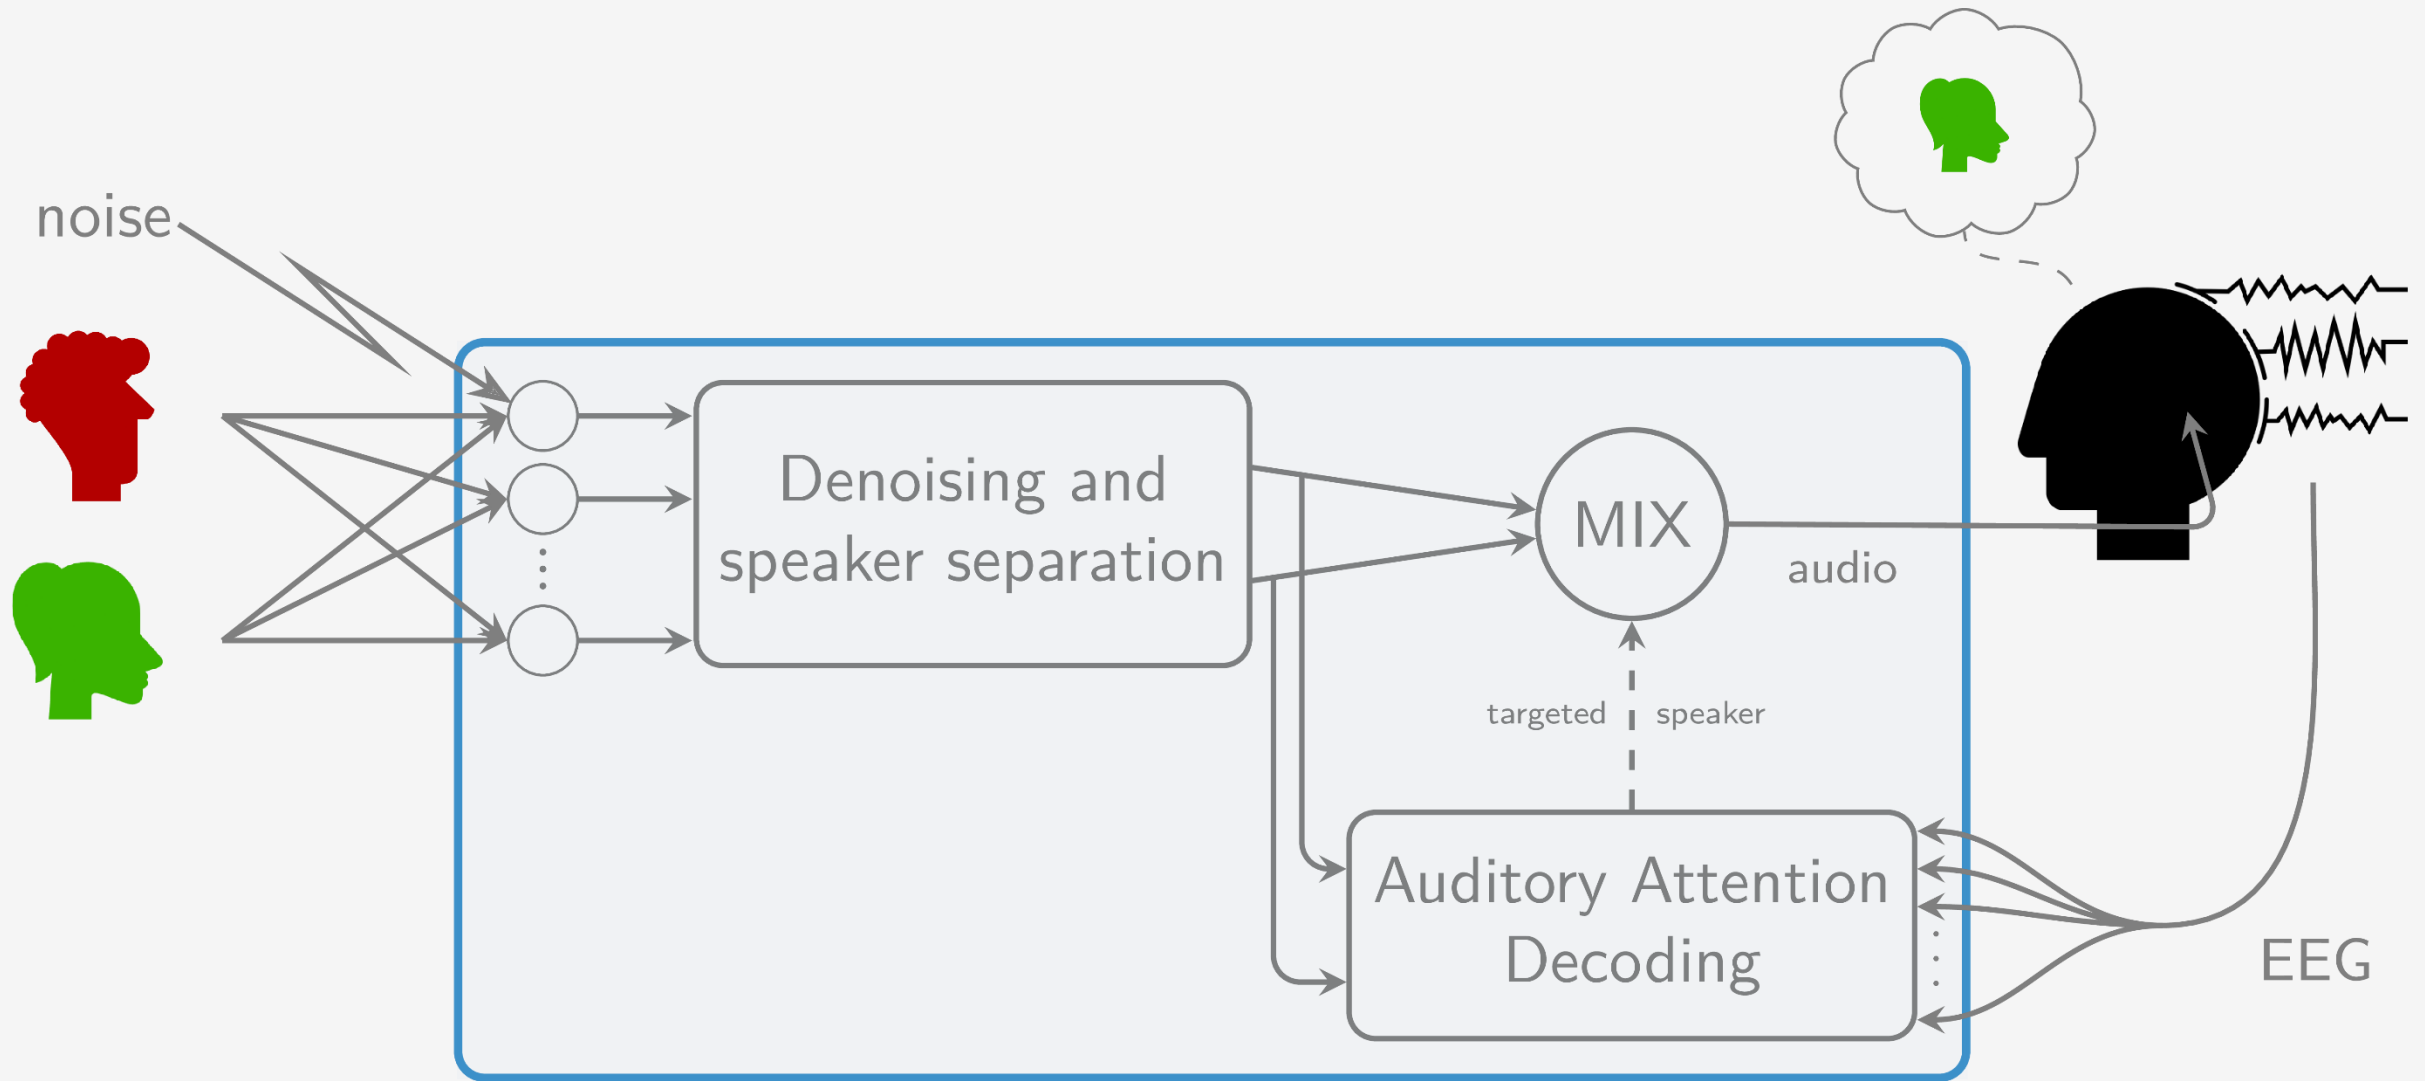 noise
Denoising and
speaker separation
MIX
audio
targeted speaker
Auditory Attention
Decoding
EEG